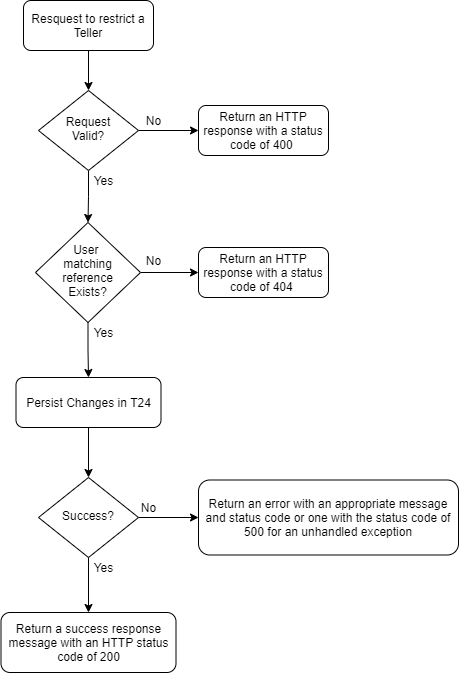 Resquest to restrict a
Teller
Request
Valid?
No
Return an HTTP
response with a status
code of 400
Yes
User
matching
reference
Exists?
No
Return an HTTP
response with a status
code of 404
Yes
Persist Changes in T24
Success?
No
Return an error with an appropriate message
and status code or one with the status code of
500 for an unhandled exception
Yes
Return a success response
message with an HTTP status
code of 200